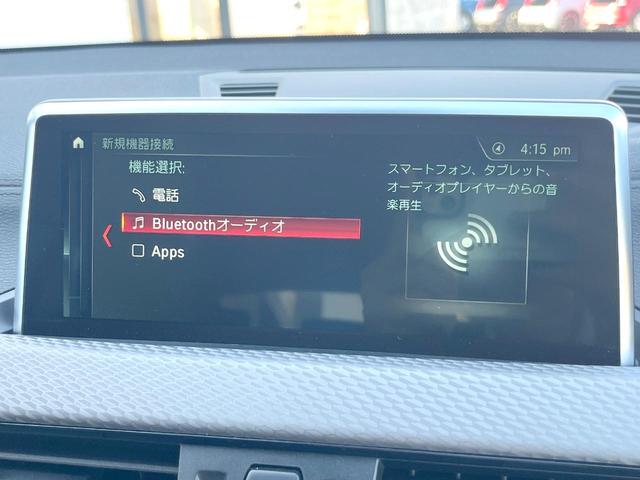 新規機器接続
4:15 pm
機能選択:
電話
Bluetoothオーディオ
Apps
スマートフォン、タブレット、
オーディオプレイヤーからの音
楽再生